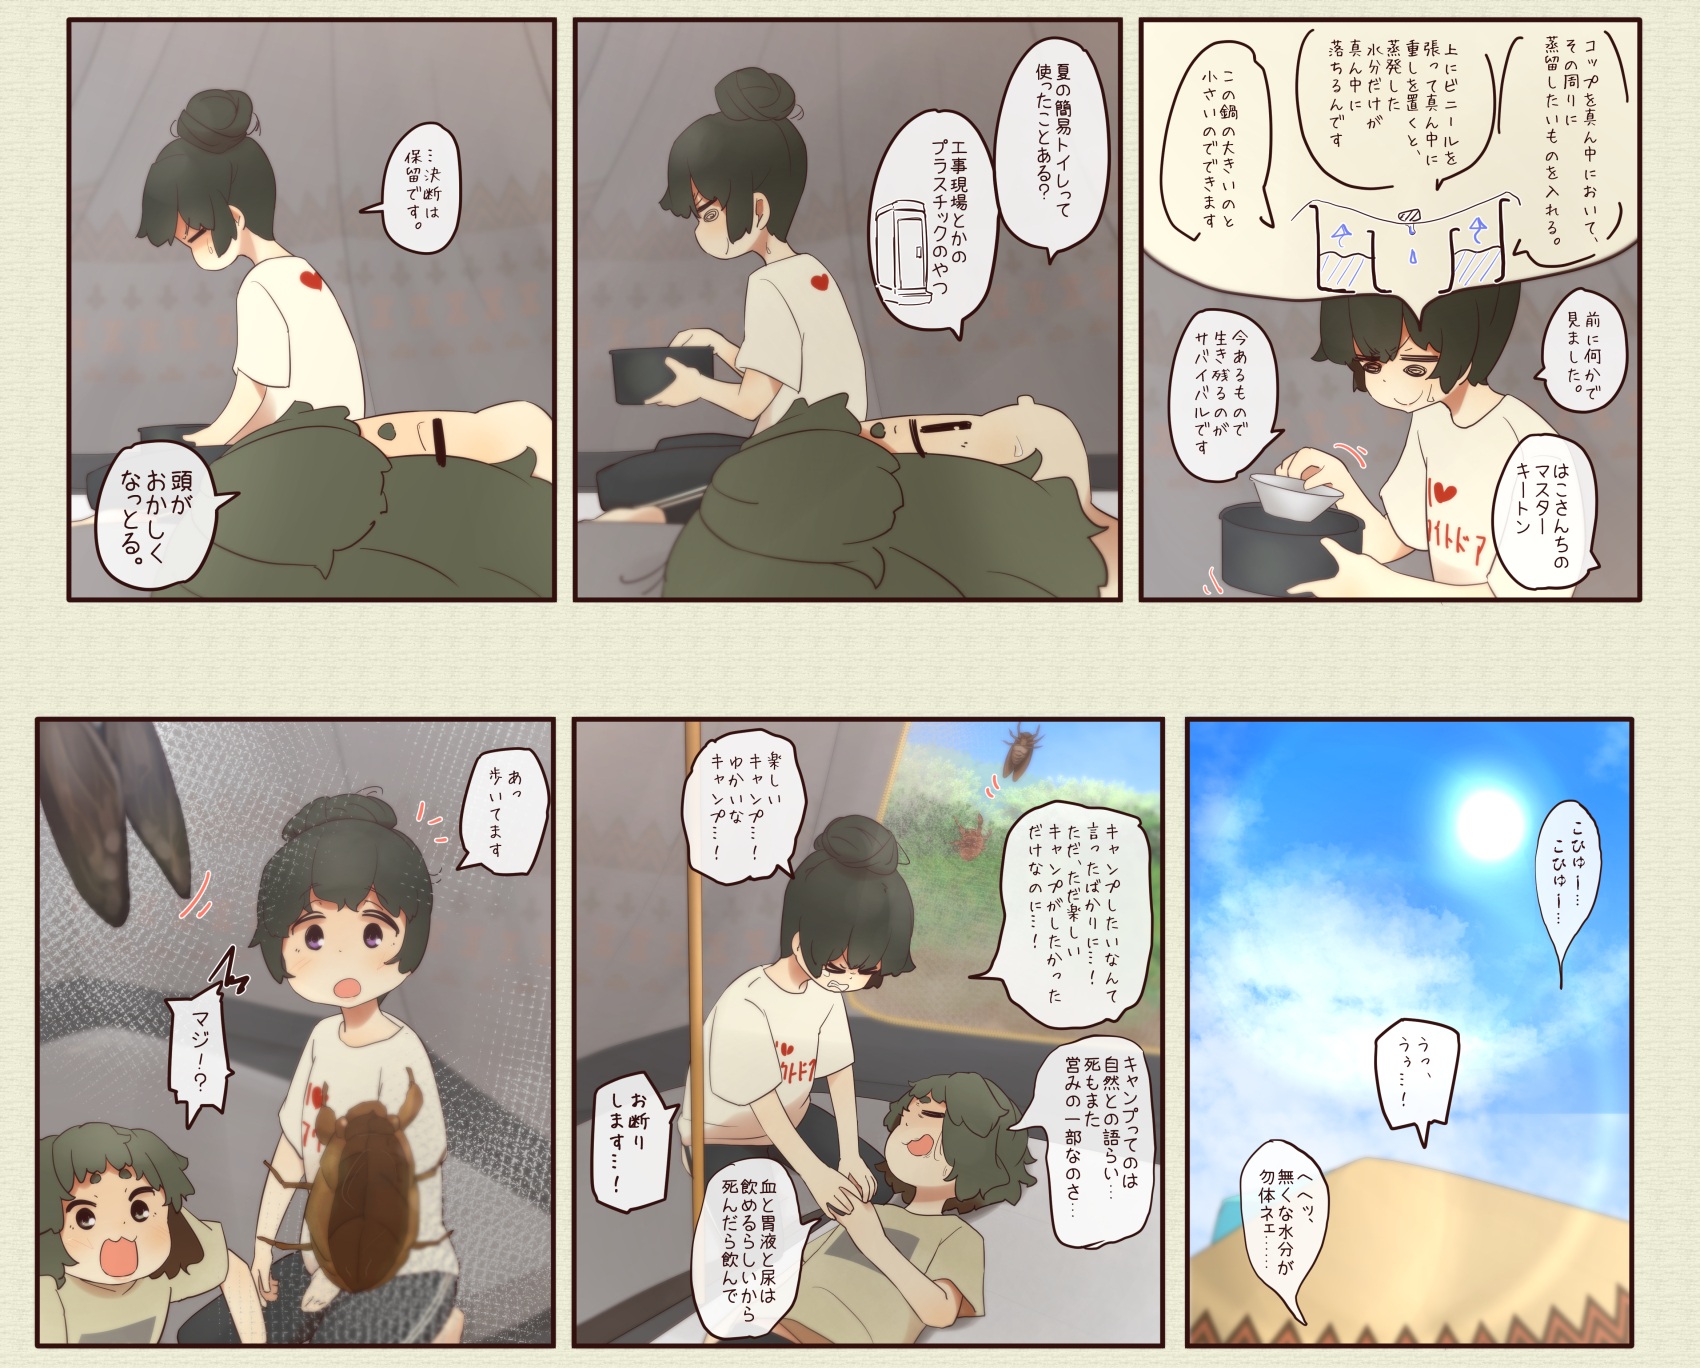 コップを真ん中において、
その周りに
蒸留したいものを入れる。
上にビニールを
張って真ん中に
重しを置くと、
蒸発した
水分だけが
真ん中に
落ちるんです
この鍋の大きいのと
小さいのでできます
前に何かで
見ました。
今あるもので
生き残るのが
サバイバルです
はこさんちの
マスター
キートン
I♥
アイトドア
夏の簡易トイレって
使ったことある?
工事現場とかの
プラスチックのやつ
…決断は
保留です。
頭が
おかしく
なっとる。
こひゅー…
こひゅー…
うっ、
うぅ…!
ヘヘッ、
無くな水分が
勿体ネェ……
キャンプしたいなんて
言ったばかりに…!
ただ、ただ楽しい
キャンプがしたかった
だけなのに…!
楽しい
キャンプ…!
ゆかいな
キャンプ…!
キャンプってのは
自然との語らい…
死もまた
営みの一部なのさ…
お断り
します…!
血と胃液と尿は
飲めるらしいから
死んだら飲んで
あっ
歩いてます
マジ!?